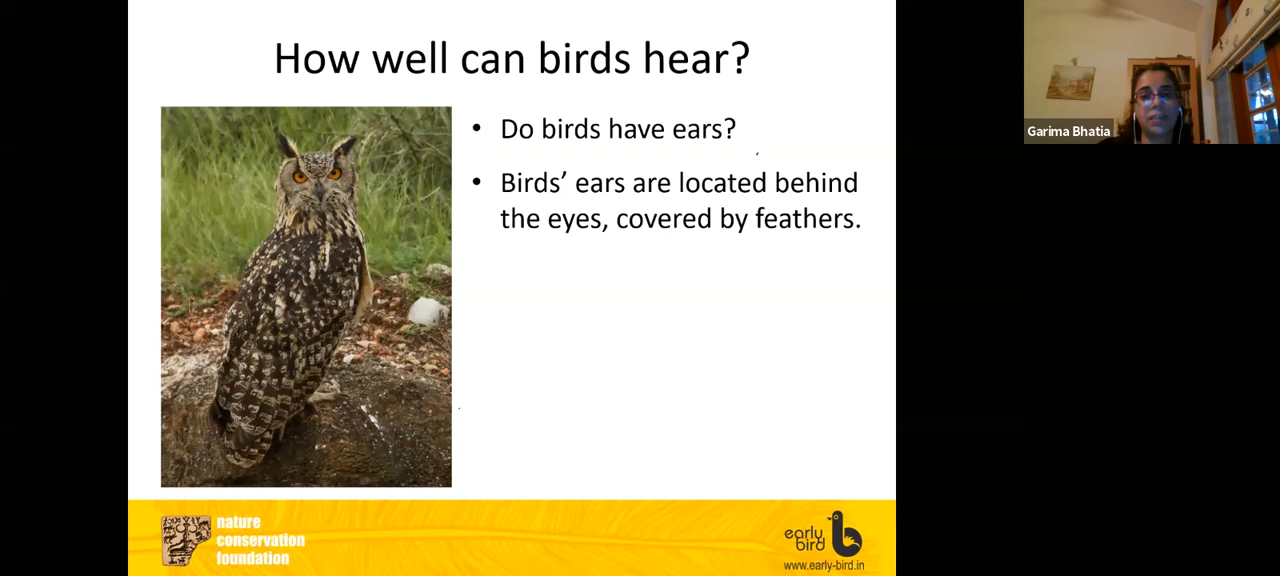 How well can birds hear?
• Do birds have ears?
• Birds’ ears are located behind
the eyes, covered by feathers.
Garima Bhatia
nature
conservation
foundation
early
bird
www.early-bird.in